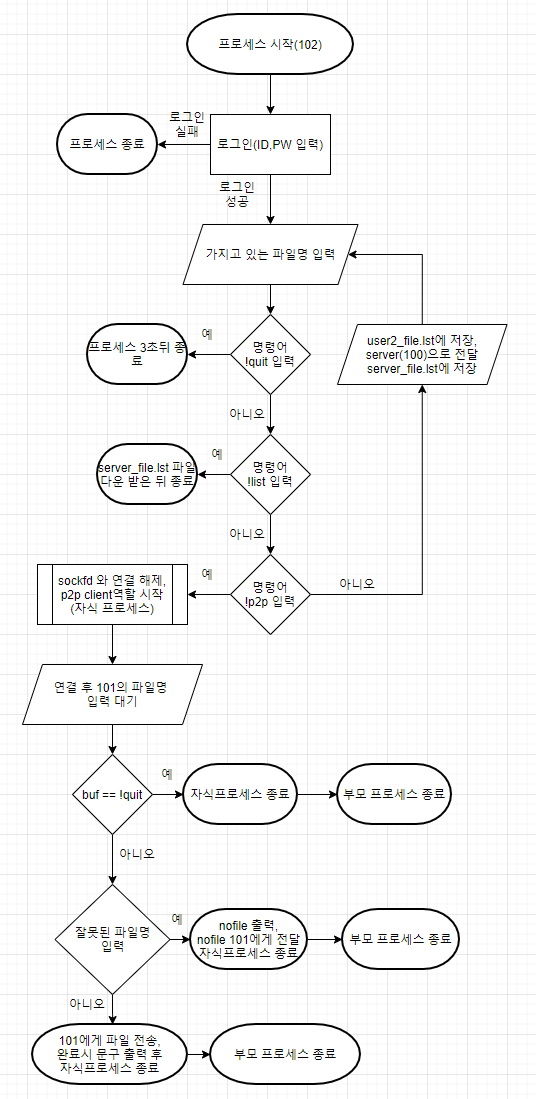 프로세스 시작(102)
로그인
실패
프로세스 종료
로그인(ID,PW 입력)
로그인
성공
가지고 있는 파일명 입력
user2_file.lst에 저장,
server(100)으로 전달
server_file.lst에 저장
예
프로세스 3초뒤 종
료
명령어
!quit 입력
아니오
예
server_file.lst 파일
다운 받은 뒤 종료
명령어
!list 입력
아니오
예
sockfd 와 연결 해제,
p2p client역할 시작
(자식 프로세스)
명령어
!p2p 입력
아니오
연결 후 101의 파일명
입력 대기
예
buf == !quit
자식프로세스 종료
부모 프로세스 종료
아니오
예
잘못된 파일명
입력
nofile 출력,
nofile 101에게 전달
자식프로세스 종료
부모 프로세스 종료
아니오
101에게 파일 전송,
완료시 문구 출력 후
자식프로세스 종료
부모 프로세스 종료